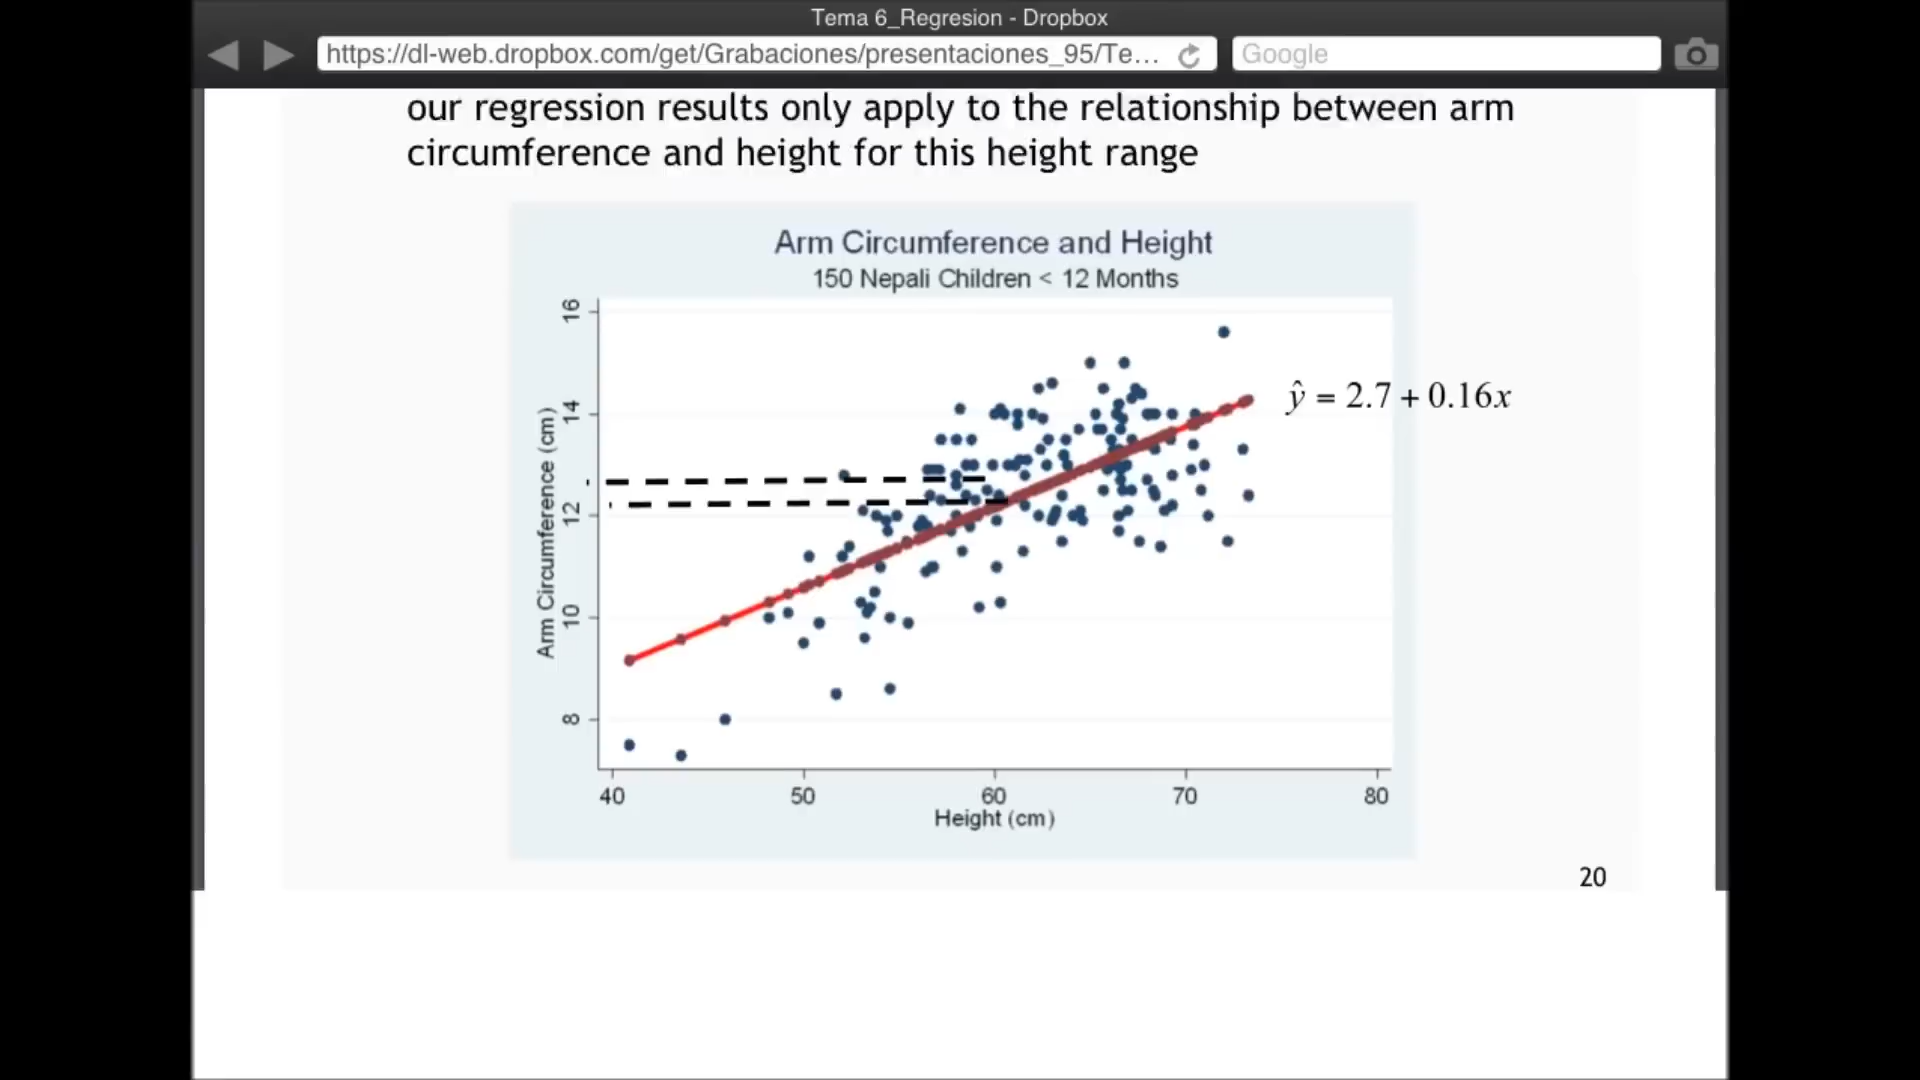 Tema 6_Regresion - Dropbox
https://dl-web.dropbox.com/get/Grabaciones/presentaciones_95/Te...
Google
our regression results only apply to the relationship between arm
circumference and height for this height range
Arm Circumference and Height
150 Nepali Children < 12 Months
16
14
12
10
8
Arm Circumference (cm)
ŷ = 2.7 + 0.16x
40 50 60 70 80
Height (cm)
20